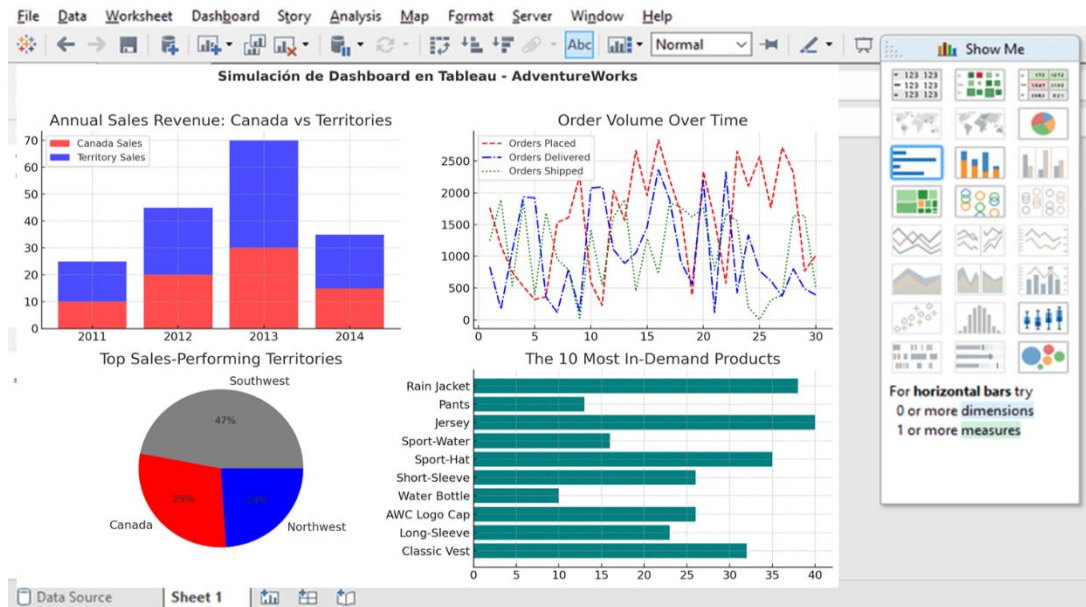 File Data Worksheet Dashboard Story Analysis Map Format Server Window Help
Abc Normal Show Me
Simulación de Dashboard en Tableau - AdventureWorks
Annual Sales Revenue: Canada vs Territories
Canada Sales
Territory Sales
70
60
50
40
30
20
10
0
2011 2012 2013 2014
Order Volume Over Time
Orders Placed
Orders Delivered
Orders Shipped
2500
2000
1500
1000
500
0
0 5 10 15 20 25 30
Top Sales-Performing Territories
Southwest
47%
Canada
Northwest
The 10 Most In-Demand Products
Rain Jacket
Pants
Jersey
Sport-Water
Sport-Hat
Short-Sleeve
Water Bottle
AWC Logo Cap
Long-Sleeve
Classic Vest
0 5 10 15 20 25 30 35 40
For horizontal bars try
0 or more dimensions
1 or more measures
Data Source Sheet 1